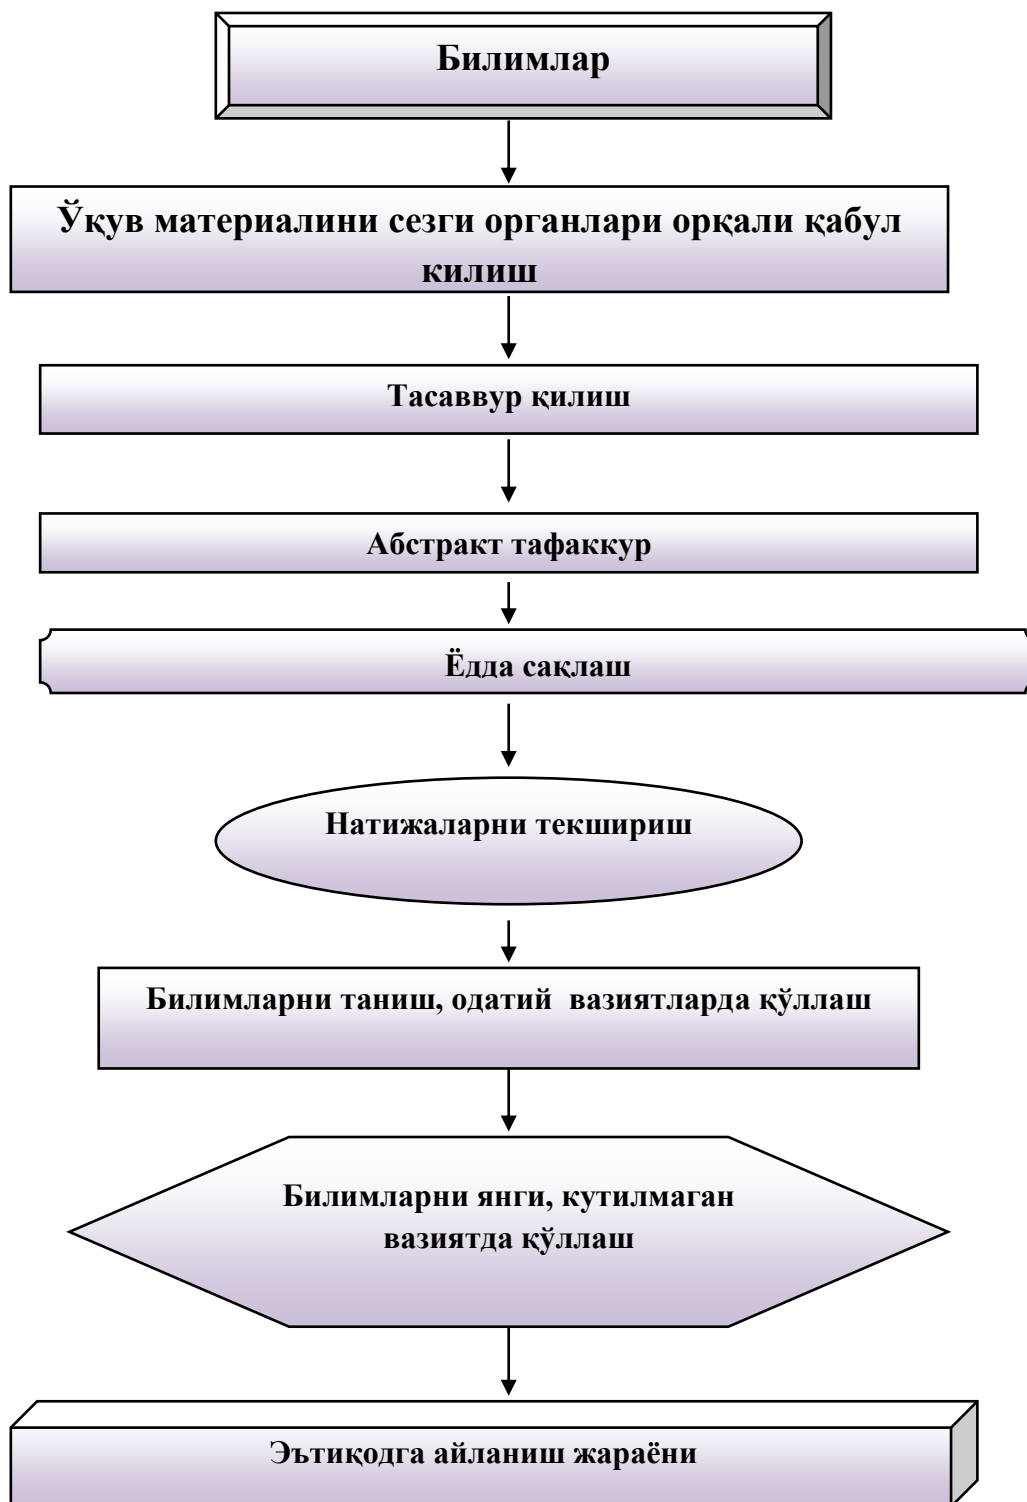 Билимлар
Ўқув материалини сезги органлари орқали қабул
килиш
Тасаввур қилиш
Абстракт тафаккур
Ёдда сақлаш
Натижаларни текшириш
Билимларни таниш, одатий вазиятларда қўллаш
Билимларни янги, кутилмаган
вазиятда қўллаш
Эътиқодга айланиш жараёни